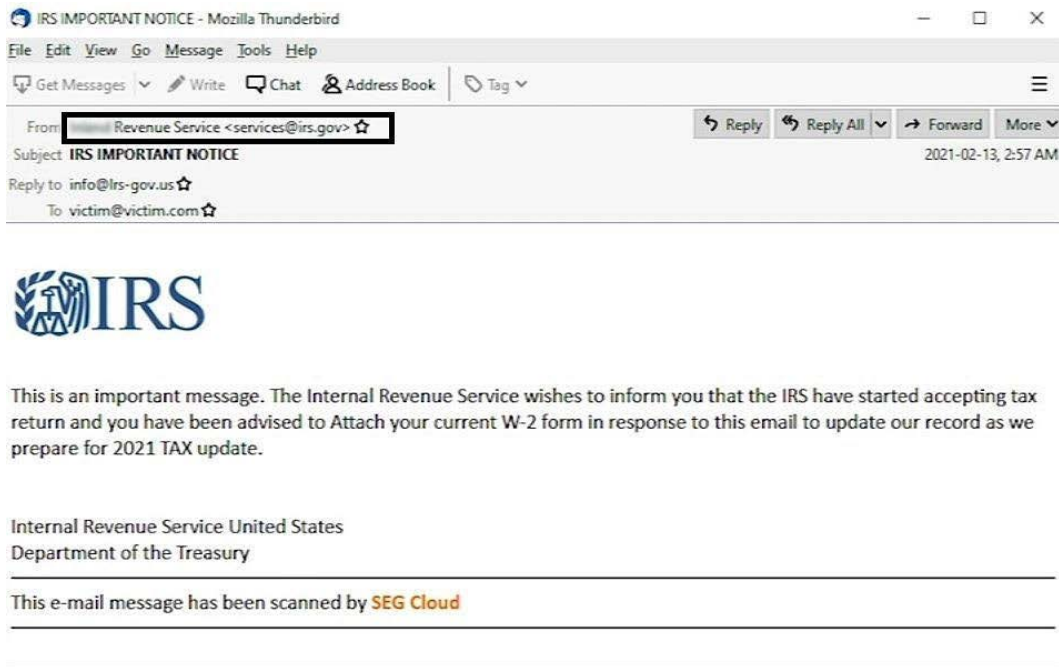 IRS IMPORTANT NOTICE - Mozilla Thunderbird
File Edit View Go Message Tools Help
Get Messages Write Chat Address Book Tag
From Revenue Service <services@irs.gov> Reply Reply All Forward More
Subject IRS IMPORTANT NOTICE 2021-02-13, 2:57 AM
Reply to info@lrs-gov.us
To victim@victim.com
IRS
This is an important message. The Internal Revenue Service wishes to inform you that the IRS have started accepting tax
return and you have been advised to Attach your current W-2 form in response to this email to update our record as we
prepare for 2021 TAX update.
Internal Revenue Service United States
Department of the Treasury
This e-mail message has been scanned by SEG Cloud